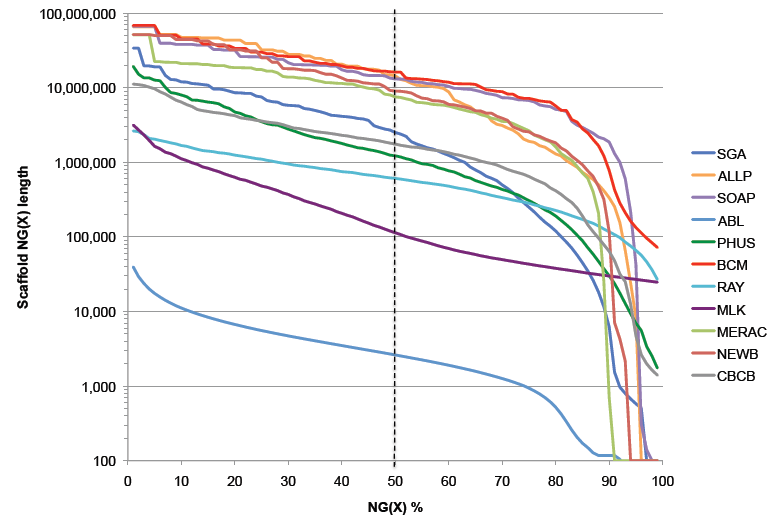 100,000,000
10,000,000
1,000,000
100,000
10,000
1,000
100
Scaffold NG(X) length
0 10 20 30 40 50 60 70 80 90 100
NG(X) %
SGA
ALLP
SOAP
ABL
PHUS
BCM
RAY
MLK
MERAC
NEWB
CBCB